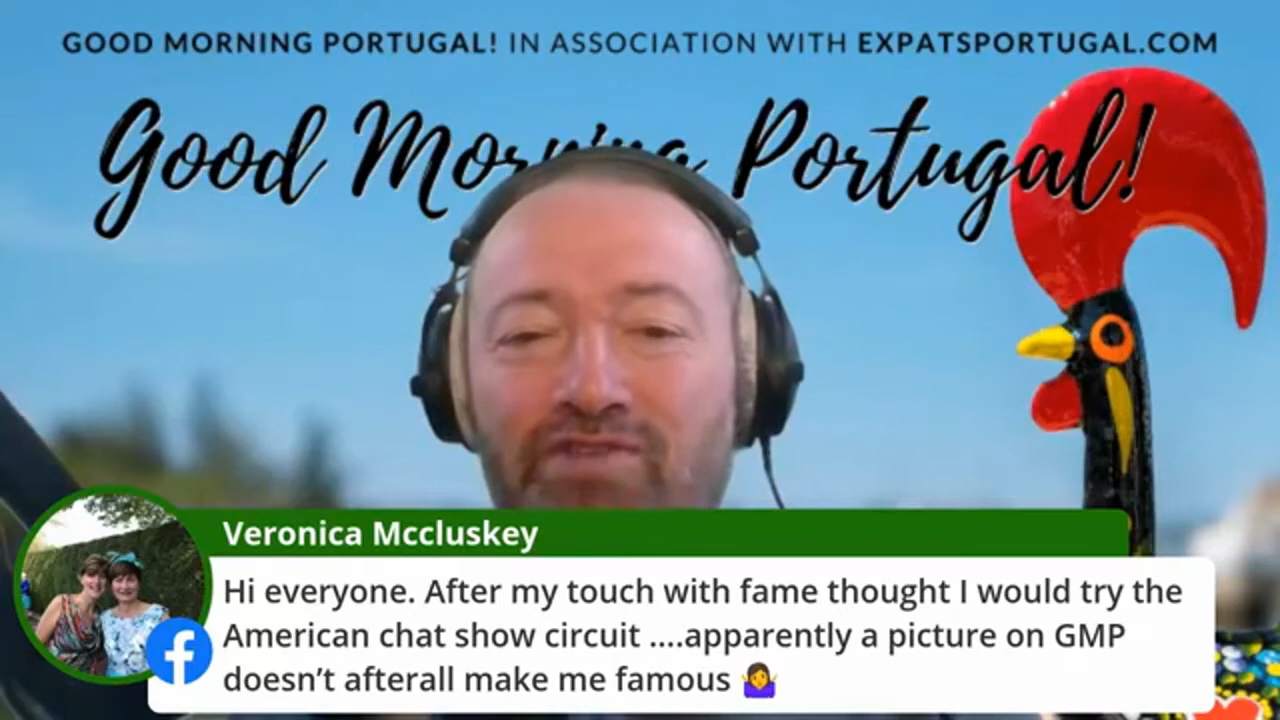 GOOD MORNING PORTUGAL! IN ASSOCIATION WITH EXPATSPORTUGAL.COM
Good Morning Portugal!
Veronica Mccluskey
Hi everyone. After my touch with fame thought I would try the
American chat show circuit ....apparently a picture on GMP
doesn’t afterall make me famous 🤷‍♀️